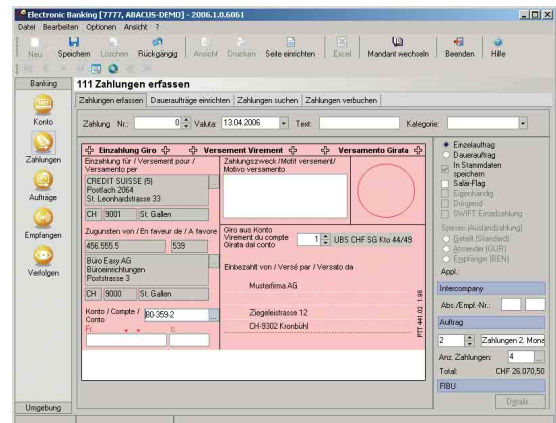 Electronic Banking [7777, ABACUS-DEMO] - 2006.1.0.6061
Datei Bearbeiten Optionen Ansicht ?
Neu Speichern Löschen Rückgängig Ansicht Drucken Seite einrichten Excel Mandant wechseln Beenden Hilfe
Banking
111 Zahlungen erfassen
Zahlungen erfassen Daueraufträge einrichten Zahlungen suchen Zahlungen verbuchen
Konto
Zahlung Nr.: 0 Valuta: 13.04.2006 Text: Kategorie:
Zahlungen
Aufträge
Empfangen
Verfolgen
Umgebung
Einzahlung Giro Versement Virement Versamento Girata
Einzahlung für / Versement pour /
Versamento per
CREDIT SUISSE (5)
Postfach 2064
St. Leonhardstrasse 33
CH 9001 St. Gallen
Zugunsten von / En faveur de / A favore
456.555.5 539
Büro Easy AG
Büroeinrichtungen
Poststrasse 3
CH 9000 St. Gallen
Konto / Compte /
Conto
80-359-2
Fr. c.
Zahlungszweck /Motif versement/
Motivo versamento
Giro aus Konto
Virement du compte
Girata dal conto
1 UBS CHF SG Kto 44/49
Einbezahlt von / Versé par / Versato da
Musterfirma AG
Ziegeleistrasse 12
CH-9302 Kronbühl
PTT 441.02 1.98
Einzelauftrag
Dauerauftrag
In Stammdaten
speichern
Salär-Flag
Eigenhändig
Dringend
SWIFT Einzelzahlung
Spesen (Auslandzahlung)
Geteilt (Standard)
Absender (OUR)
Empfänger (BEN)
Appl.:
Intercompany
Abs./Empf.-Nr.:
Auftrag
2 Zahlungen 2. Mona
Anz. Zahlungen: 4
Total: CHF 26.070,50
FIBU
Details...